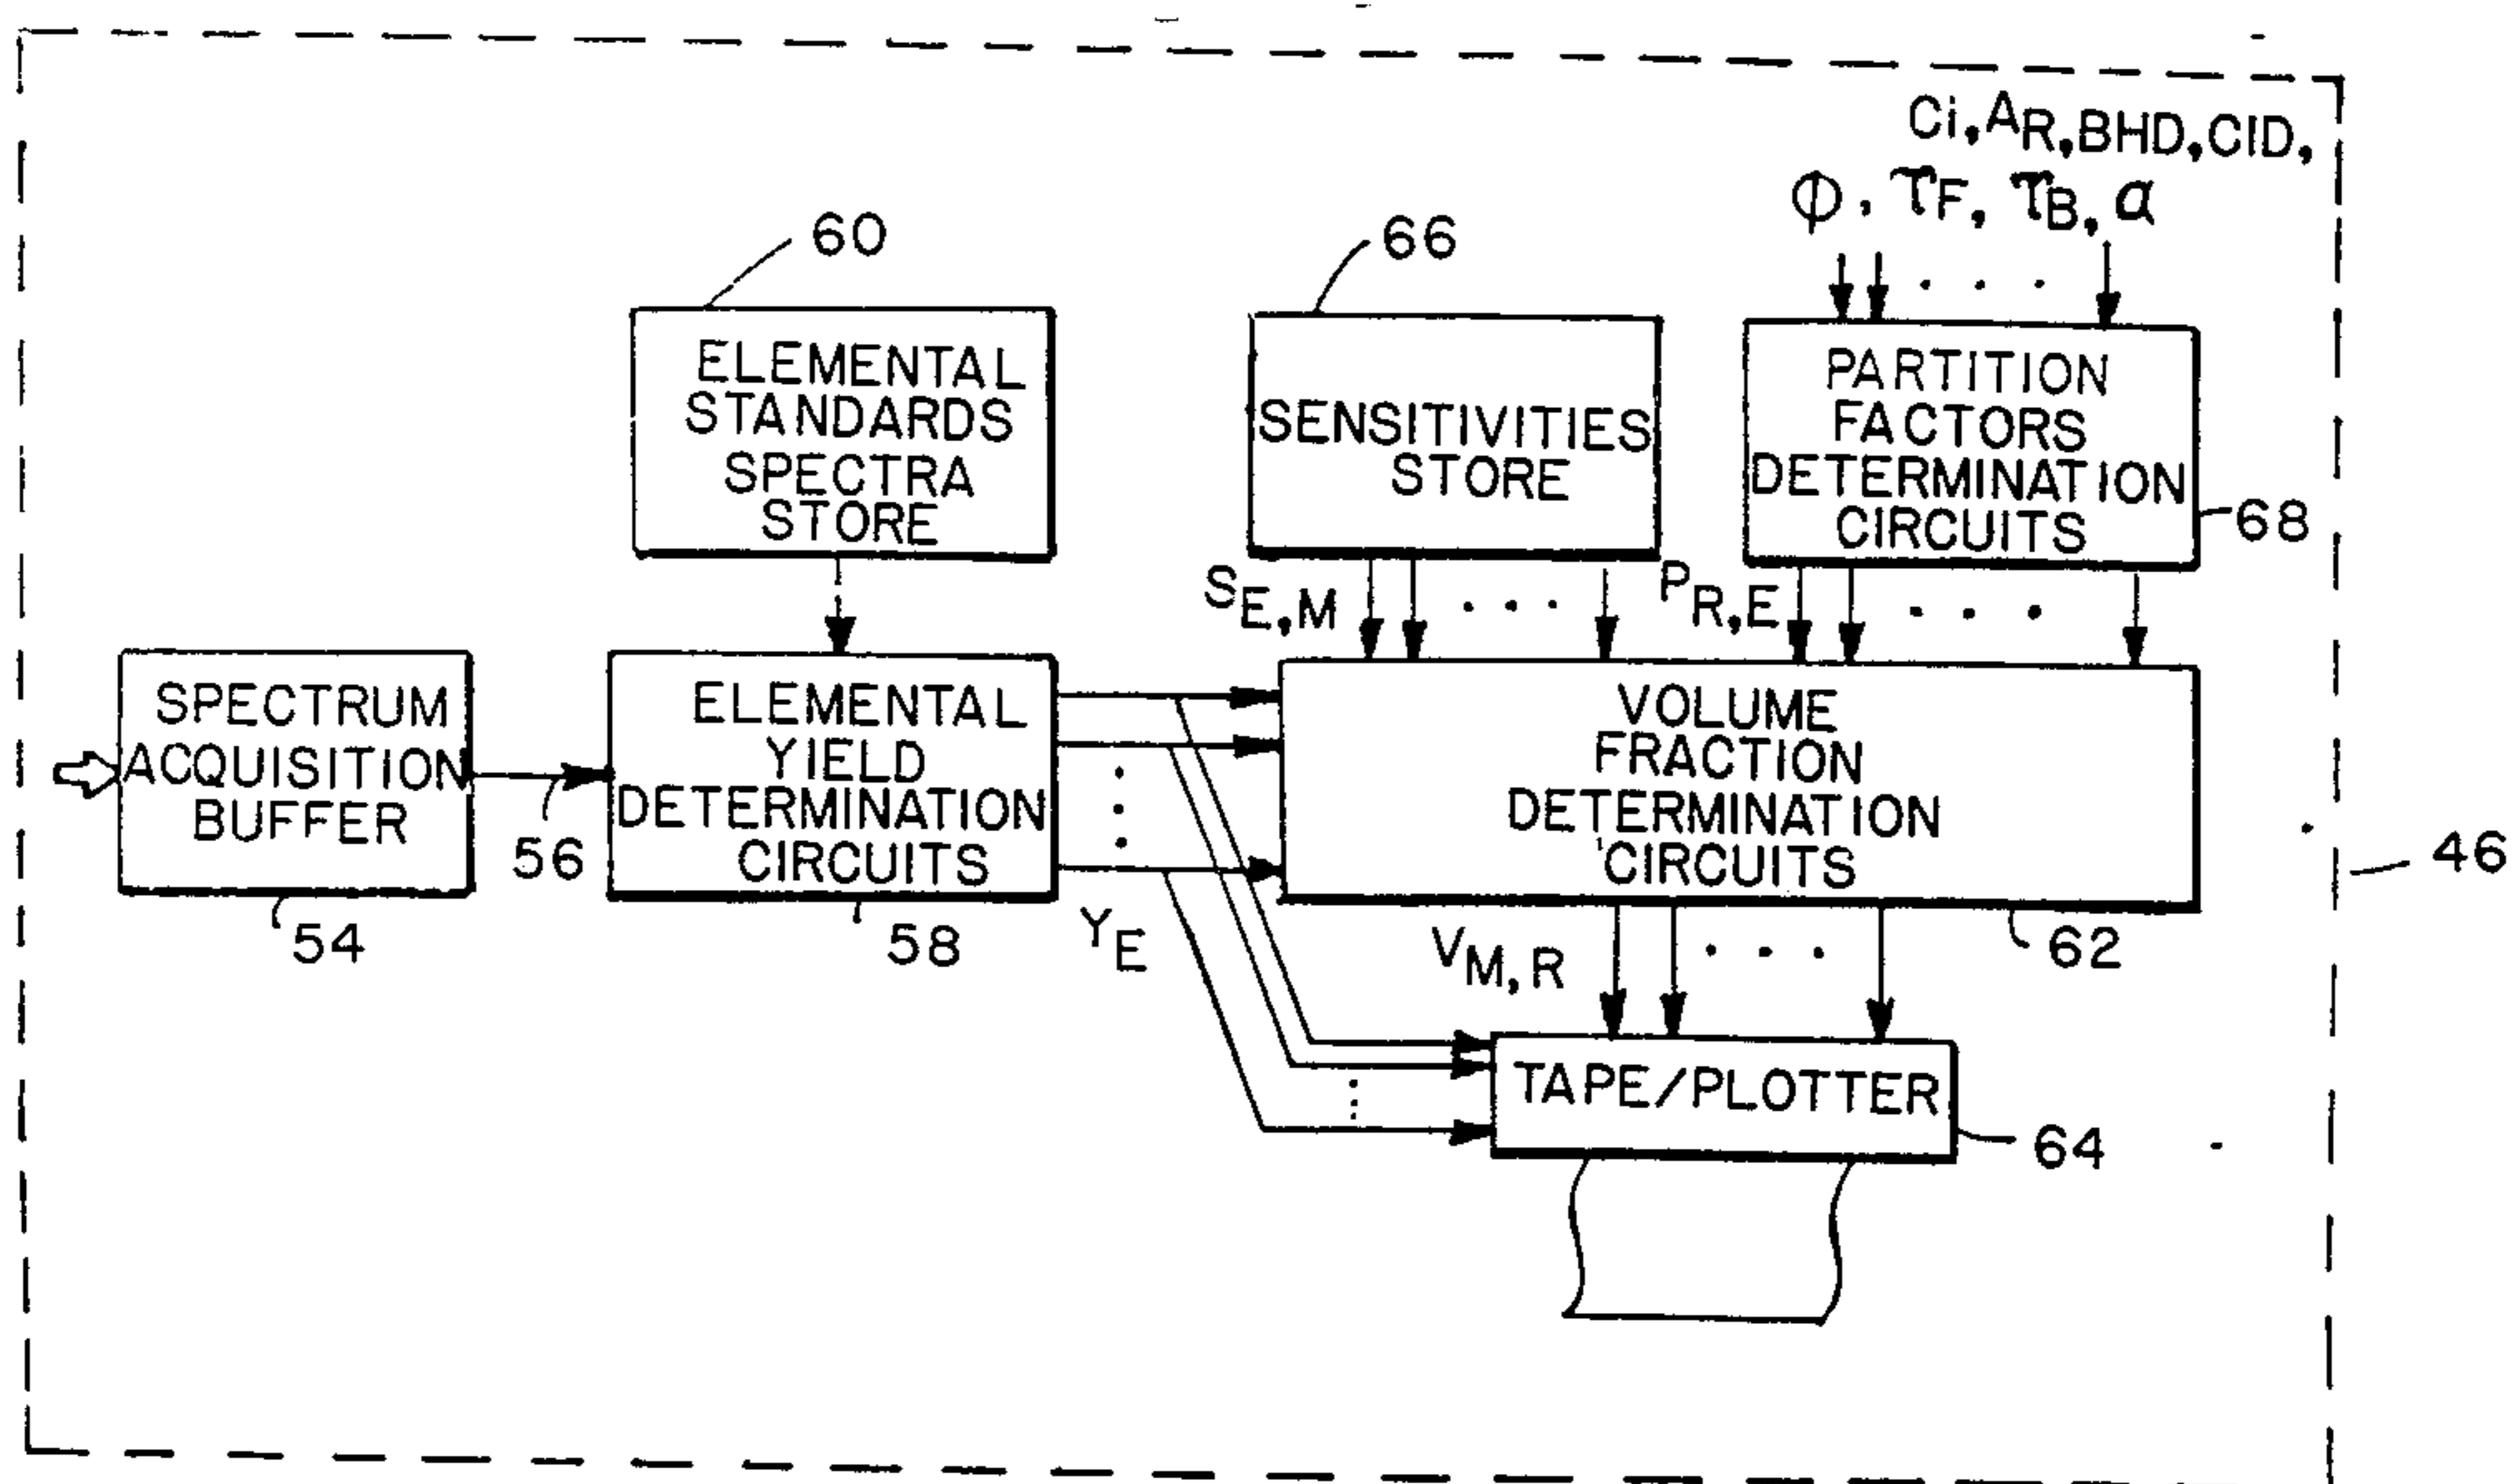 Ci, AR, BHD, CID,
Φ, τF, τB, α
60
66
ELEMENTAL
STANDARDS
SPECTRA
STORE
SENSITIVITIES
STORE
PARTITION
FACTORS
DETERMINATION
CIRCUITS
68
SE,M
...
PR,E
...
SPECTRUM
ACQUISITION
BUFFER
54
56
ELEMENTAL
YIELD
DETERMINATION
CIRCUITS
58
YE
VOLUME
FRACTION
DETERMINATION
CIRCUITS
46
62
VM,R
...
TAPE/PLOTTER
64